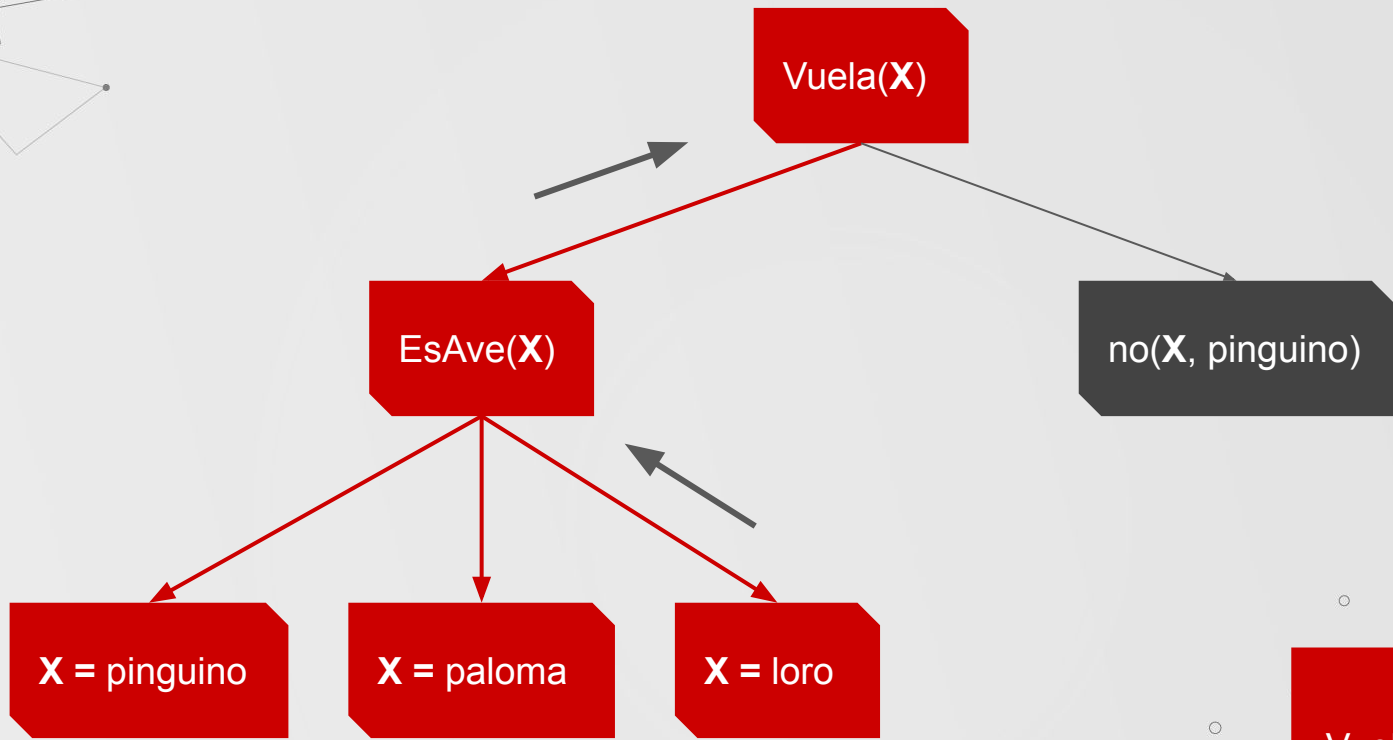 Vuela(X)
EsAve(X)
no(X, pinguino)
X = pinguino
X = paloma
X = loro